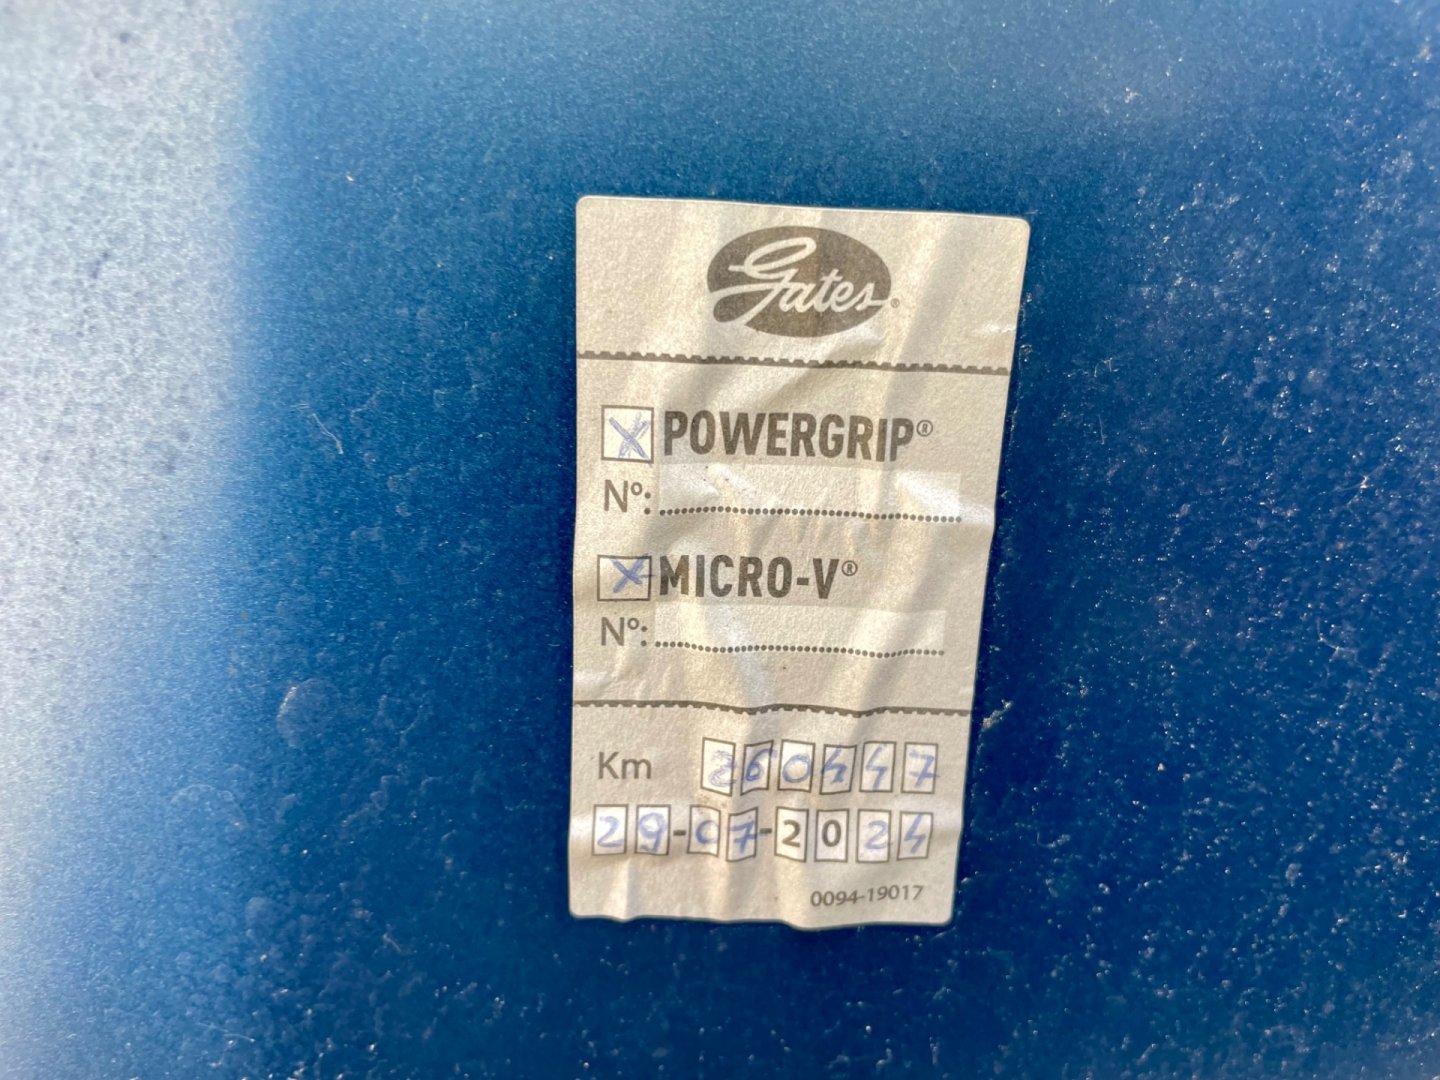 Gates®
X POWERGRIP®
Nº:
X MICRO-V®
Nº:
Km 260447
29-07-2024
0094-19017